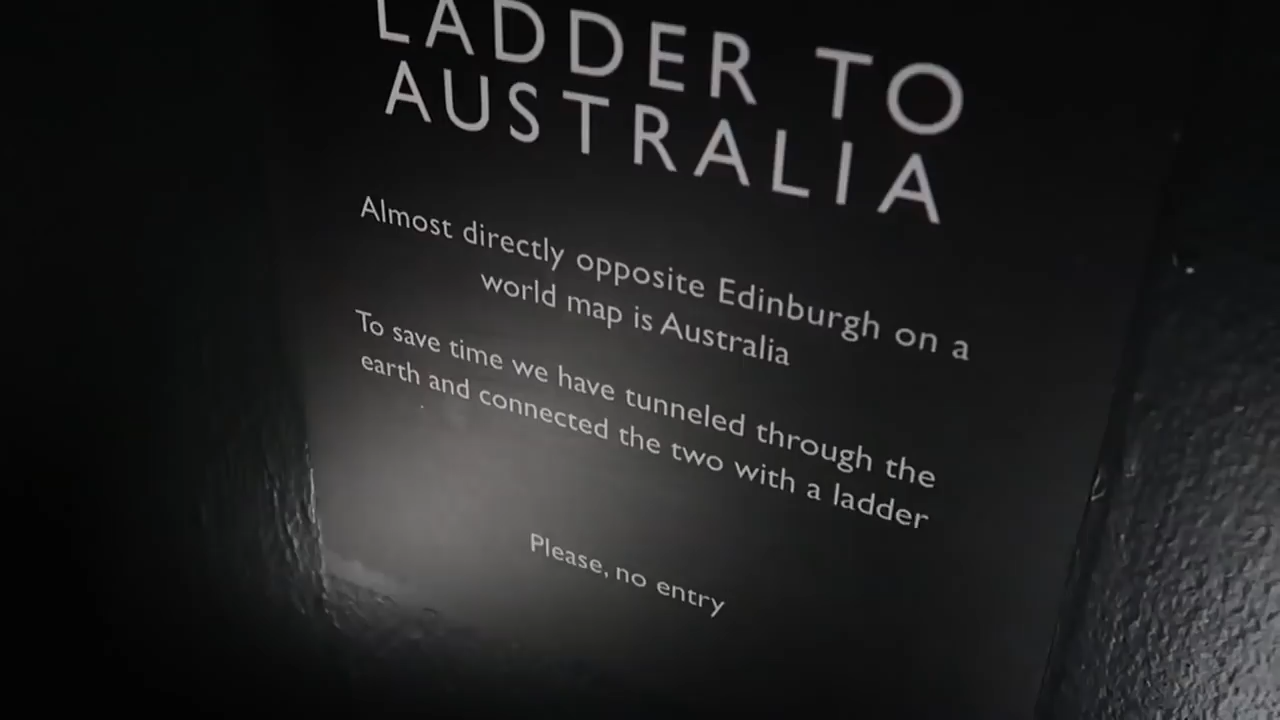 LADDER TO
AUSTRALIA
Almost directly opposite Edinburgh on a
world map is Australia
To save time we have tunneled through the
earth and connected the two with a ladder
Please, no entry